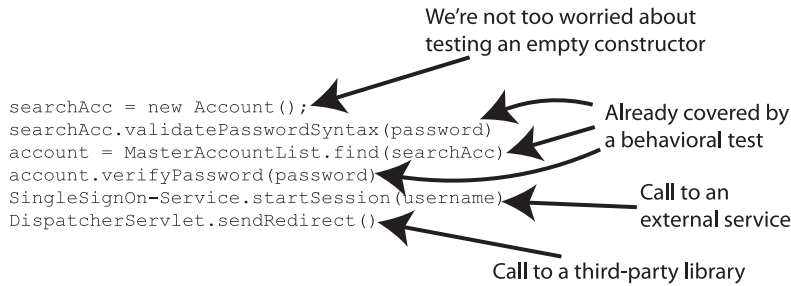 We're not too worried about
testing an empty constructor
searchAcc = new Account();
searchAcc.validatePasswordSyntax(password)
account = MasterAccountList.find(searchAcc)
account.verifyPassword(password)
SingleSignOn-Service.startSession(username)
DispatcherServlet.sendRedirect()
Already covered by
a behavioral test
Call to an
external service
Call to a third-party library